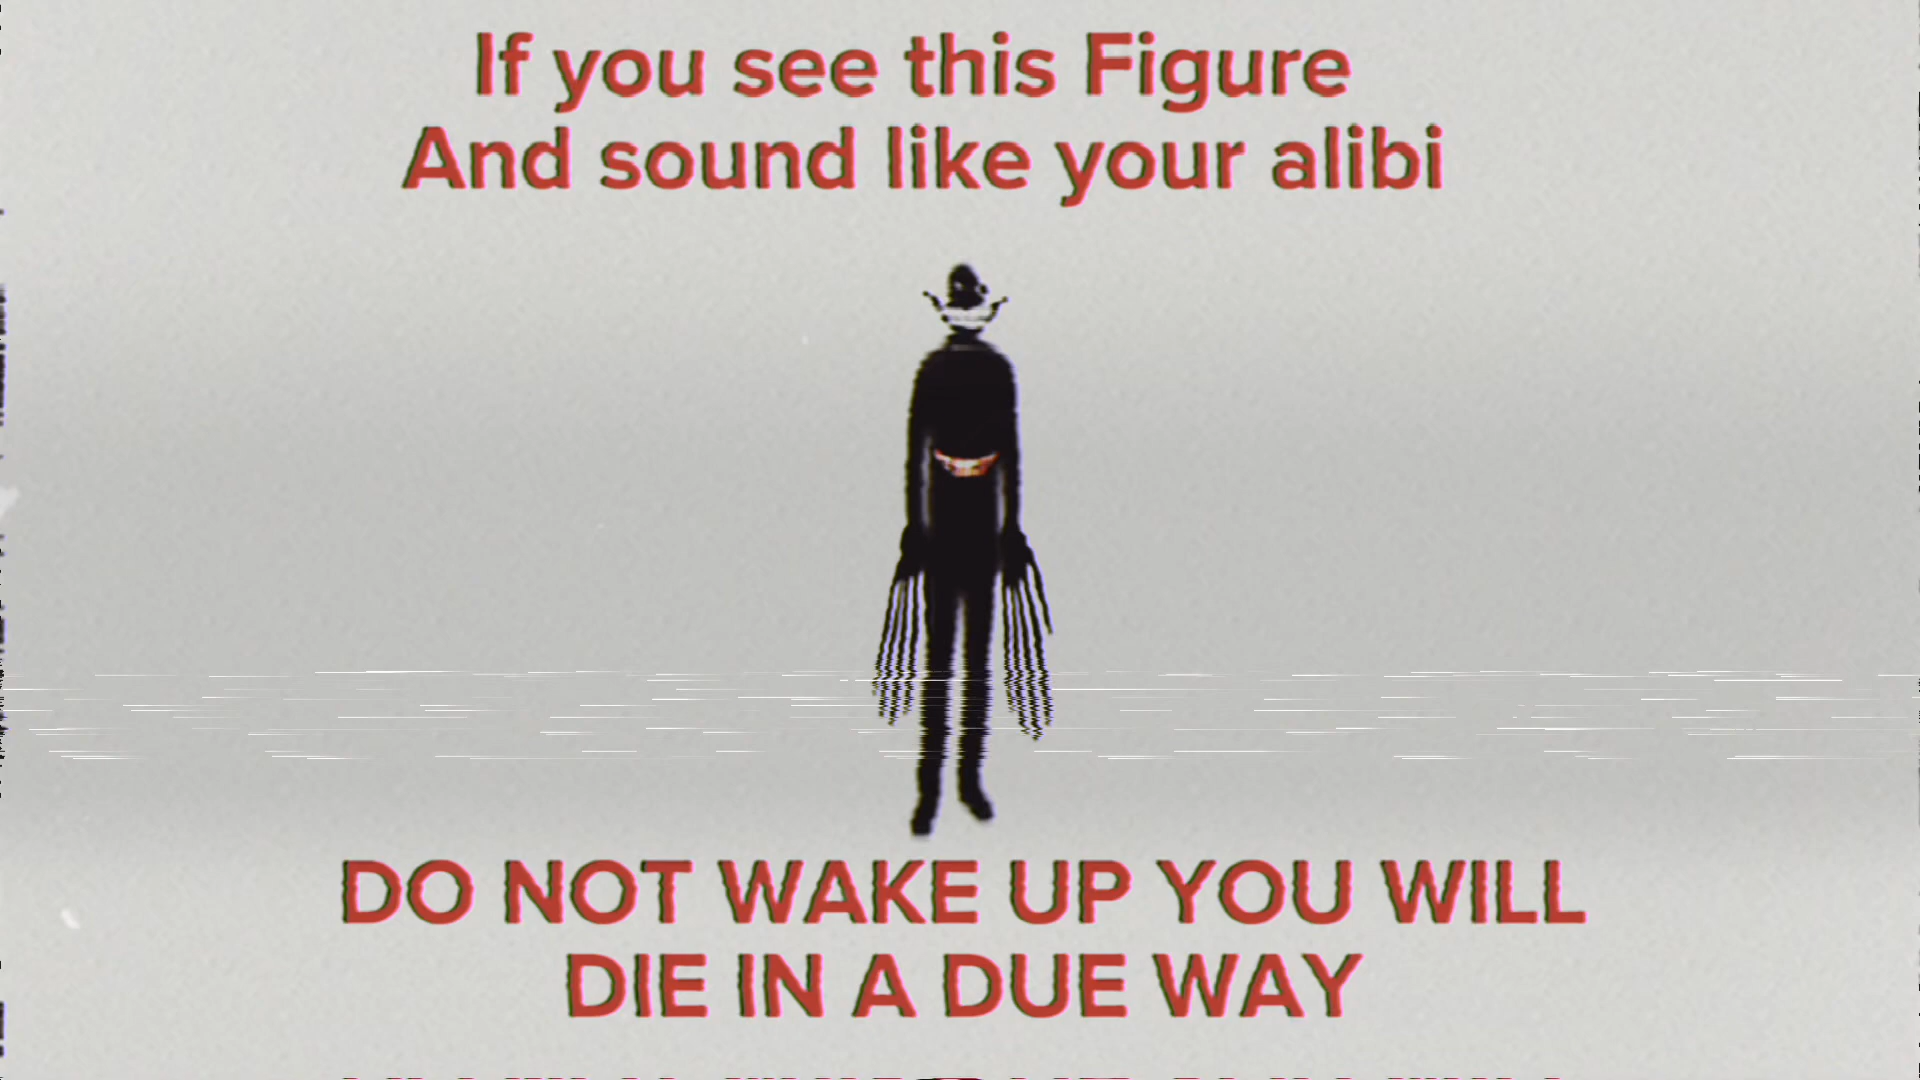 If you see this Figure
And sound like your alibi
DO NOT WAKE UP YOU WILL
DIE IN A DUE WAY